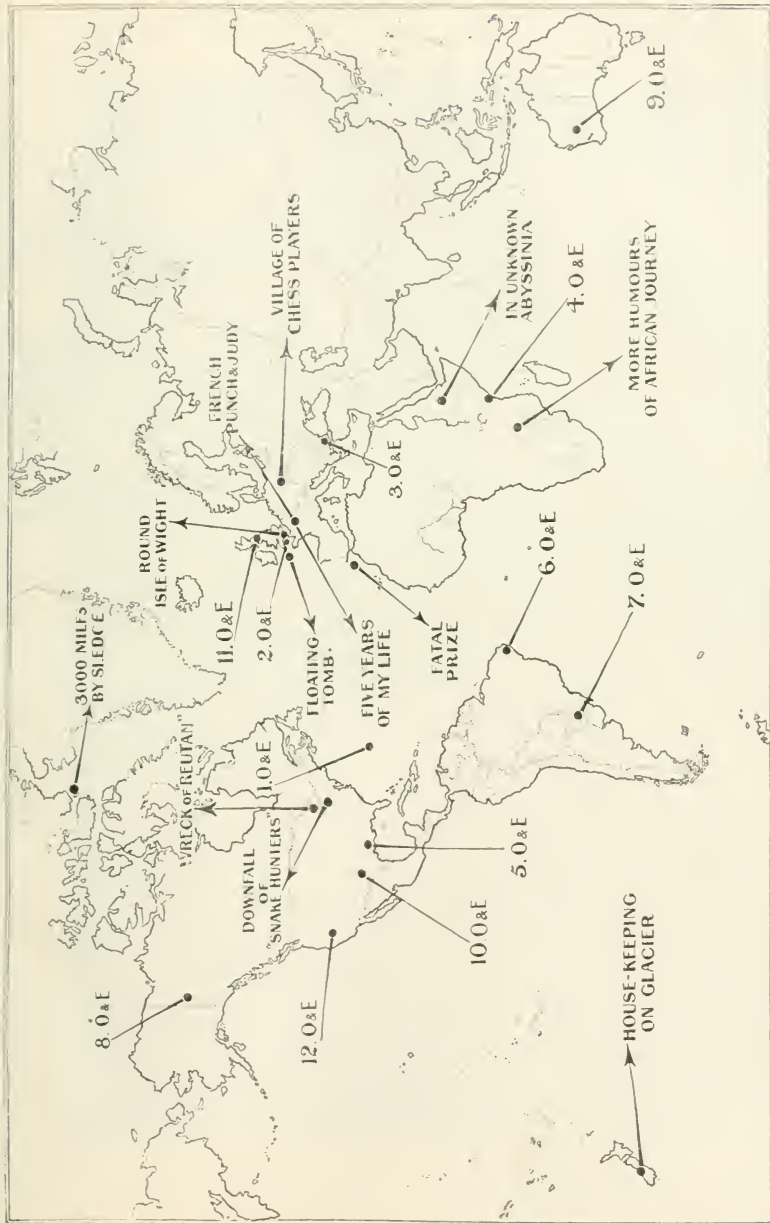 8. O & E
3000 MILES
BY SLEDGE
"WRECK of REUTAN"
DOWNFALL
OF
"SNAKE HUNTERS"
12. O & E
10. O & E
5. O & E
1. O & E
ROUND
ISLE OF WIGHT
11. O & E
2. O & E
FLOATING
TOMB.
FIVE YEARS
OF MY LIFE
FATAL
PRIZE
FRENCH
PUNCH & JUDY
VILLAGE OF
CHESS PLAYERS
3. O & E
IN UNKNOWN
ABYSSINIA
4. O & E
MORE HUMOURS
OF AFRICAN JOURNEY
6. O & E
7. O & E
9. O & E
HOUSE-KEEPING
ON GLACIER